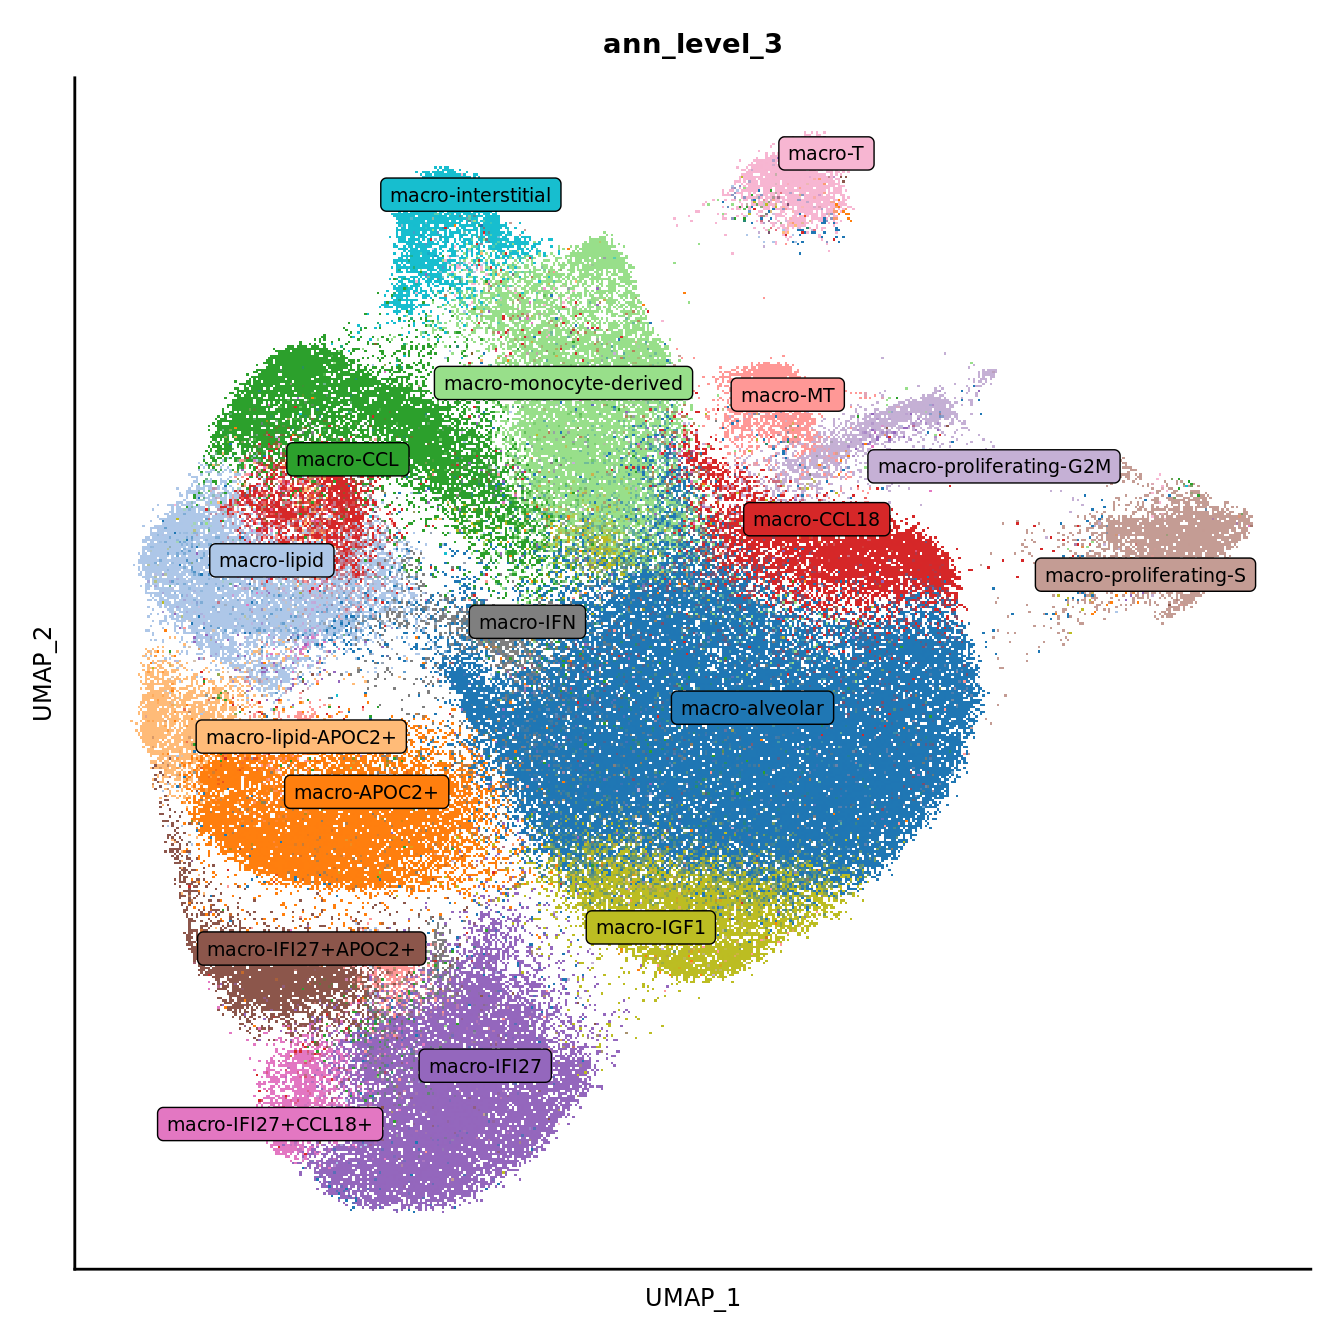 ann_level_3
macro-T
macro-interstitial
macro-monocyte-derived
macro-MT
macro-CCL
macro-proliferating-G2M
macro-CCL18
macro-lipid
macro-proliferating-S
macro-IFN
macro-alveolar
macro-lipid-APOC2+
macro-APOC2+
macro-IGF1
macro-IFI27+APOC2+
macro-IFI27
macro-IFI27+CCL18+
UMAP_2
UMAP_1